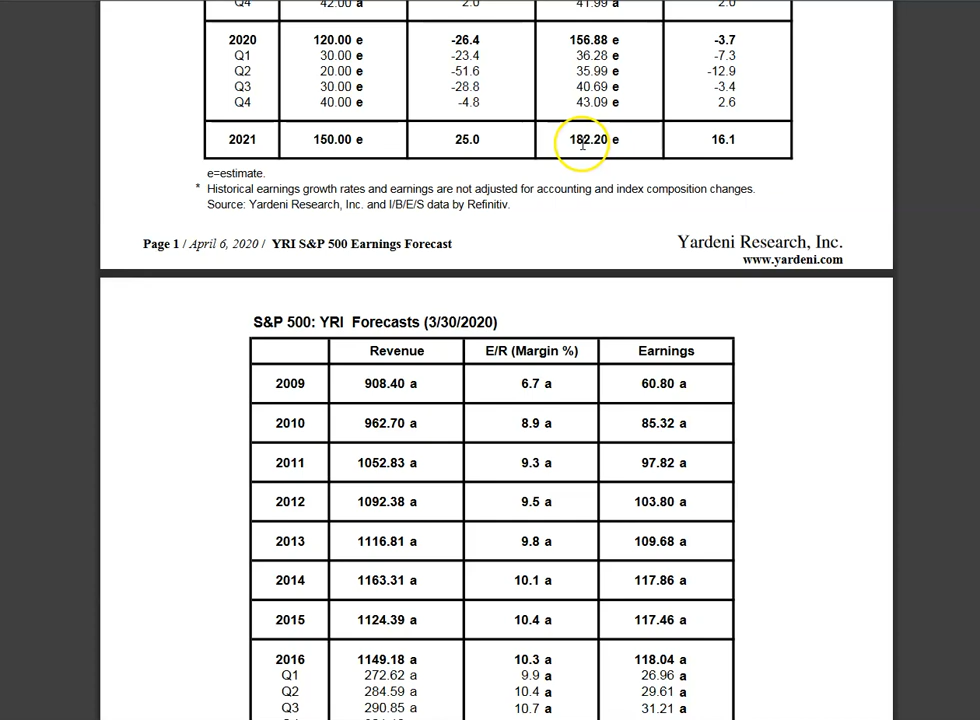 Q4 42.00 a 2.0 41.99 a 2.0
2020 120.00 e -26.4 156.88 e -3.7
Q1 30.00 e -23.4 36.28 e -7.3
Q2 20.00 e -51.6 35.99 e -12.9
Q3 30.00 e -28.8 40.69 e -3.4
Q4 40.00 e -4.8 43.09 e 2.6
2021 150.00 e 25.0 182.20 e 16.1
e=estimate.
* Historical earnings growth rates and earnings are not adjusted for accounting and index composition changes.
Source: Yardeni Research, Inc. and I/B/E/S data by Refinitiv.
Page 1 / April 6, 2020 / YRI S&P 500 Earnings Forecast Yardeni Research, Inc.
www.yardeni.com
S&P 500: YRI Forecasts (3/30/2020)
Revenue E/R (Margin %) Earnings
2009 908.40 a 6.7 a 60.80 a
2010 962.70 a 8.9 a 85.32 a
2011 1052.83 a 9.3 a 97.82 a
2012 1092.38 a 9.5 a 103.80 a
2013 1116.81 a 9.8 a 109.68 a
2014 1163.31 a 10.1 a 117.86 a
2015 1124.39 a 10.4 a 117.46 a
2016 1149.18 a 10.3 a 118.04 a
Q1 272.62 a 9.9 a 26.96 a
Q2 284.59 a 10.4 a 29.61 a
Q3 290.85 a 10.7 a 31.21 a